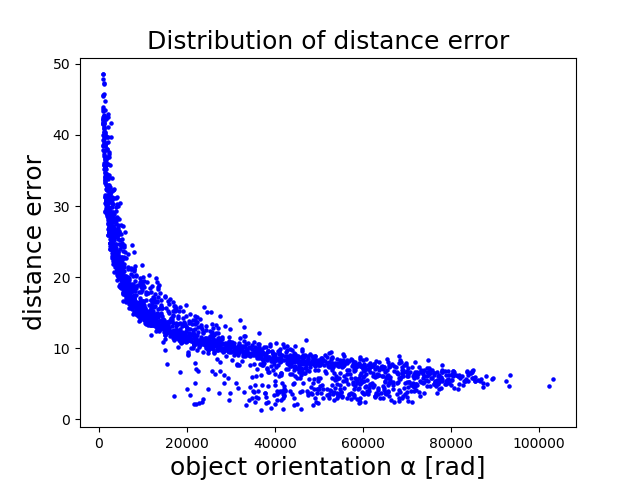 Distribution of distance error
distance error
50
40
30
20
10
0
0 20000 40000 60000 80000 100000
object orientation α [rad]